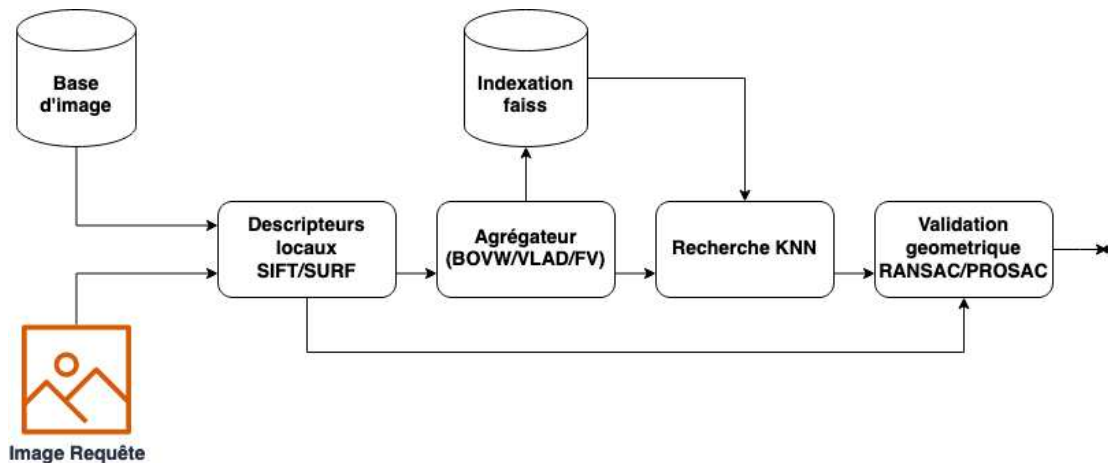 Base
d'image
Indexation
faiss
Descripteurs
locaux
SIFT/SURF
Agrégateur
(BOVW/VLAD/FV)
Recherche KNN
Validation
geometrique
RANSAC/PROSAC
Image Requête